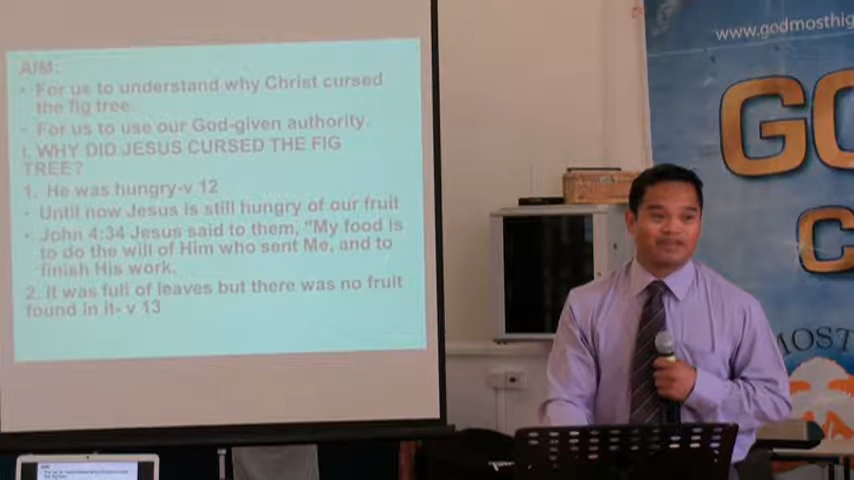 AIM:
• For us to understand why Christ cursed
the fig tree.
• For us to use our God-given authority.
I. WHY DID JESUS CURSED THE FIG
TREE?
1. He was hungry-v 12
• Until now Jesus is still hungry of our fruit
• John 4:34 Jesus said to them, "My food is
to do the will of Him who sent Me, and to
finish His work.
2. It was full of leaves but there was no fruit
found in it- v 13
www.godmosthig
GO
C
MOST